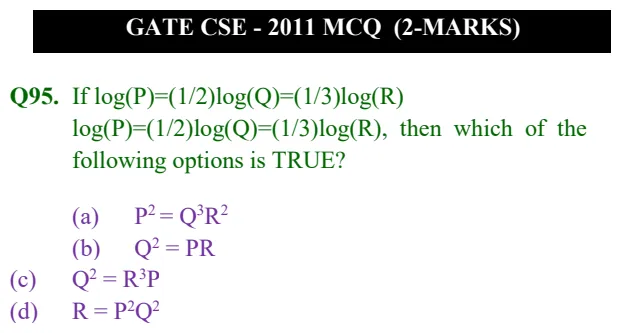 GATE CSE - 2011 MCQ (2-MARKS)
Q95. If log(P)=(1/2)log(Q)=(1/3)log(R)
log(P)=(1/2)log(Q)=(1/3)log(R), then which of the
following options is TRUE?
(a) P² = Q³R²
(b) Q² = PR
(c) Q² = R³P
(d) R = P²Q²